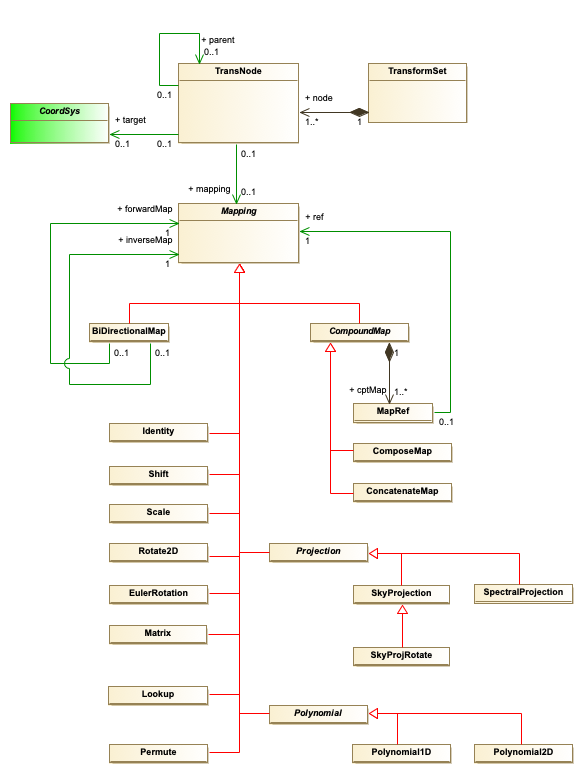 + parent
0..1
TransNode
TransformSet
0..1
+ node
1..*
1
CoordSys
+ target
0..1
0..1
0..1
+ mapping
0..1
+ forwardMap
1
Mapping
+ ref
1
+ inverseMap
1
BiDirectionalMap
0..1
0..1
CompoundMap
1
+ cptMap
1..*
MapRef
0..1
Identity
ComposeMap
Shift
ConcatenateMap
Scale
Rotate2D
Projection
EulerRotation
SkyProjection
SpectralProjection
Matrix
SkyProjRotate
Lookup
Polynomial
Permute
Polynomial1D
Polynomial2D